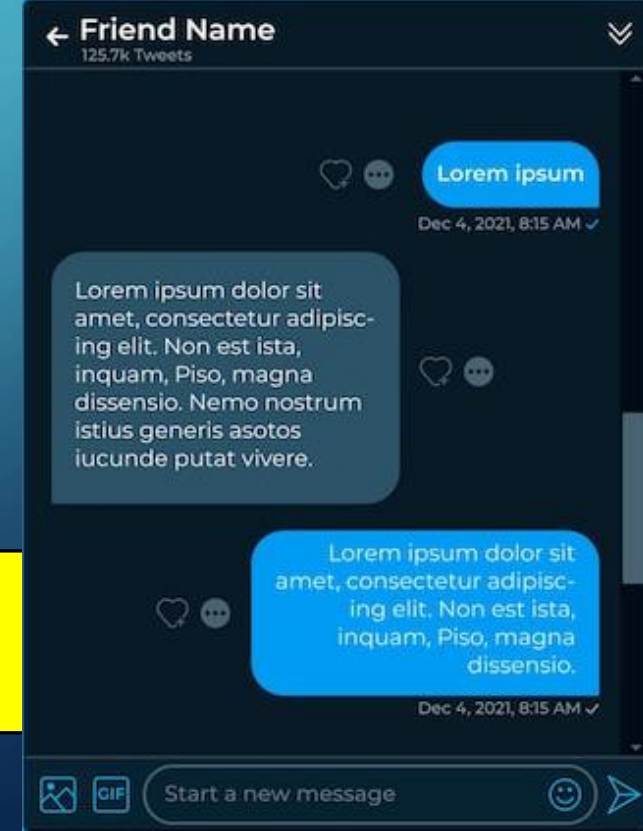 Friend Name
125.7k Tweets
Lorem ipsum
Dec 4, 2021, 8:15 AM
Lorem ipsum dolor sit
amet, consectetur adipisc-
ing elit. Non est ista,
inquam, Piso, magna
dissensio. Nemo nostrum
istius generis asotos
iucunde putat vivere.
Lorem ipsum dolor sit
amet, consectetur adipisc-
ing elit. Non est ista,
inquam, Piso, magna
dissensio.
Dec 4, 2021, 8:15 AM
GIF
Start a new message